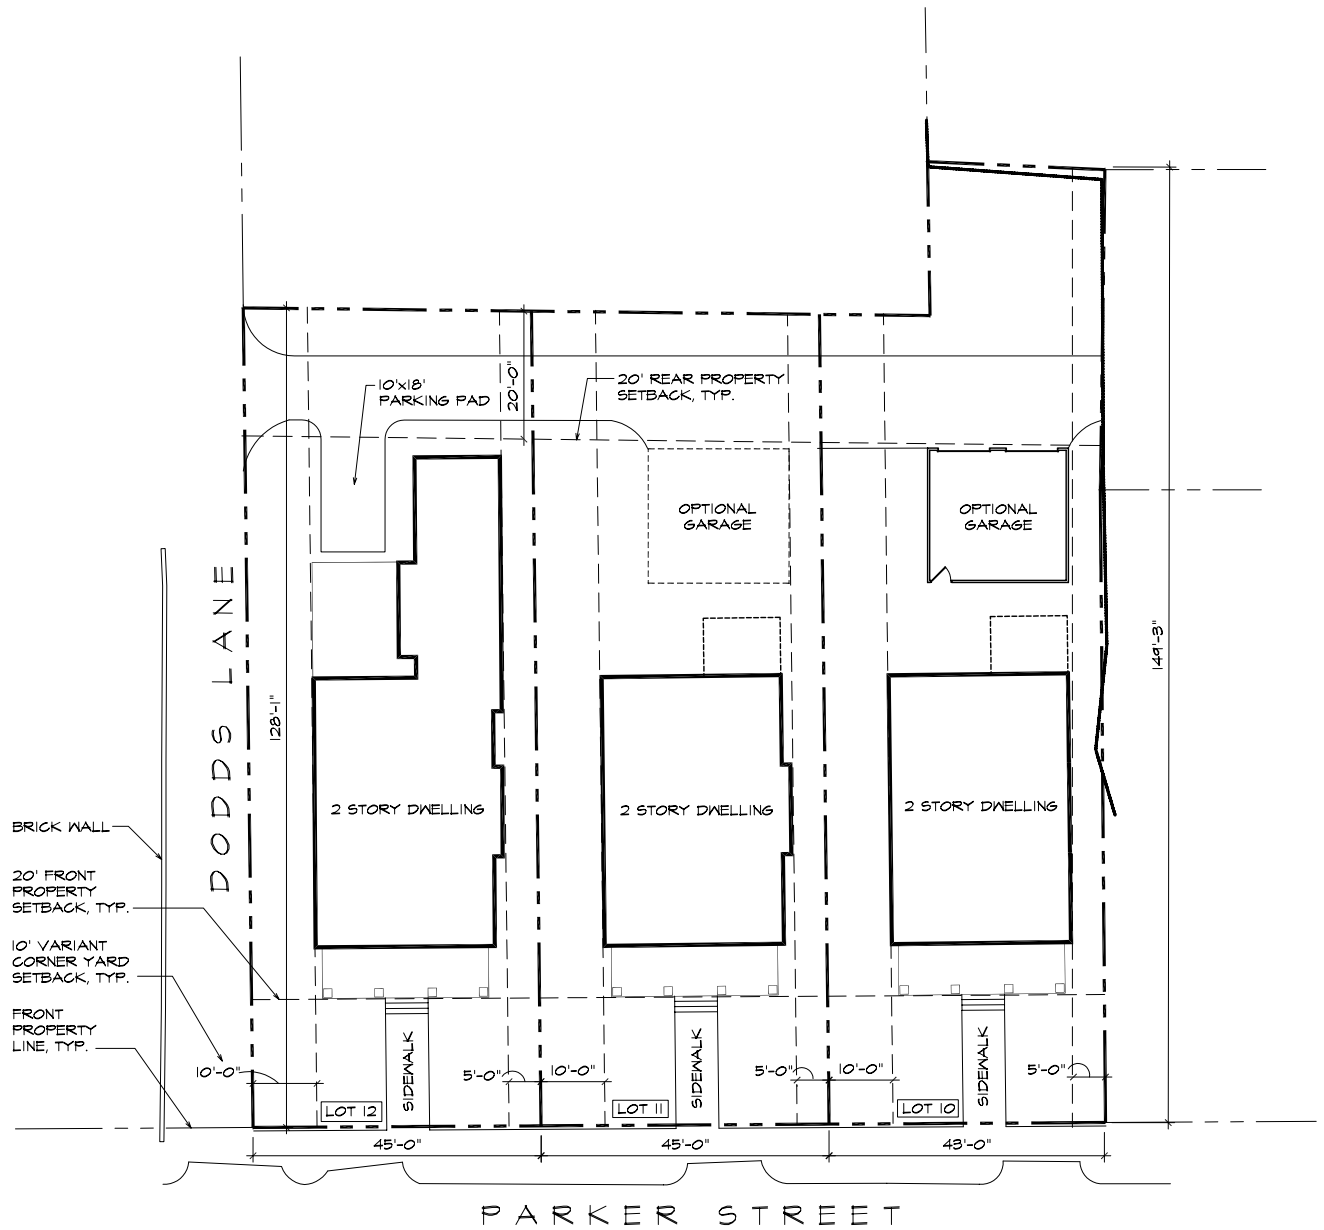 10'x18'
PARKING PAD
20'-0"
20' REAR PROPERTY
SETBACK, TYP.
OPTIONAL
GARAGE
OPTIONAL
GARAGE
DODDS LANE
128'-1"
149'-3"
2 STORY DWELLING
2 STORY DWELLING
2 STORY DWELLING
BRICK WALL
20' FRONT
PROPERTY
SETBACK, TYP.
10' VARIANT
CORNER YARD
SETBACK, TYP.
FRONT
PROPERTY
LINE, TYP.
10'-0"
SIDEWALK
5'-0"
10'-0"
SIDEWALK
5'-0"
10'-0"
SIDEWALK
5'-0"
LOT 12
LOT 11
LOT 10
45'-0"
45'-0"
43'-0"
PARKER STREET